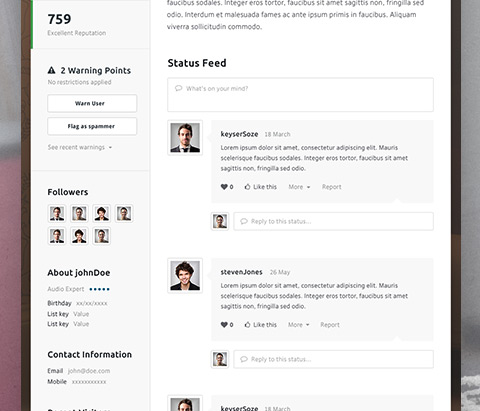 759
Excellent Reputation
2 Warning Points
No restrictions applied
Warn User
Flag as spammer
See recent warnings
Followers
About johnDoe
Audio Expert
Birthday xx/xx/xxxx
List key Value
List key Value
Contact Information
Email john@doe.com
Mobile xxxxxxxxxxx
faucibus sodales. Integer eros tortor, faucibus sit amet sagittis non, fringilla sed
odio. Interdum et malesuada fames ac ante ipsum primis in faucibus. Aliquam
viverra sollicitudin commodo.
Status Feed
What's on your mind?
keyserSoze 18 March
Lorem ipsum dolor sit amet, consectetur adipiscing elit. Mauris
scelerisque faucibus sodales. Integer eros tortor, faucibus sit amet
sagittis non, fringilla sed odio.
0 Like this More Report
Reply to this status...
stevenJones 26 May
Lorem ipsum dolor sit amet, consectetur adipiscing elit. Mauris
scelerisque faucibus sodales. Integer eros tortor, faucibus sit amet
sagittis non, fringilla sed odio.
0 Like this More Report
Reply to this status...
keyserSoze 18 March